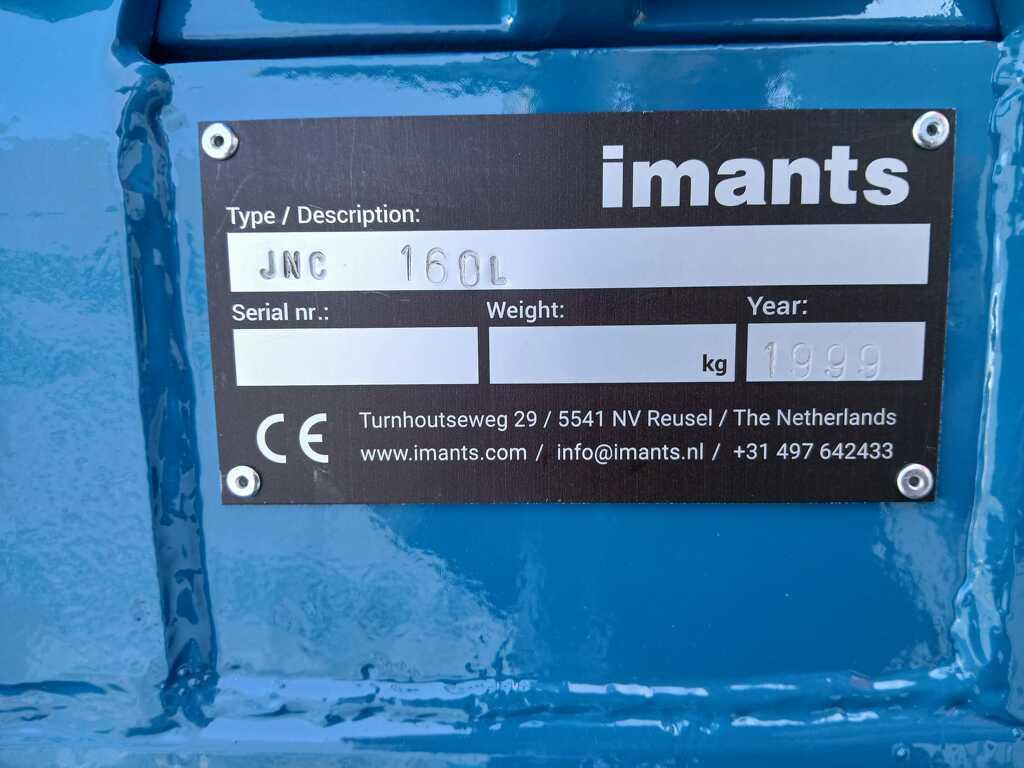 imants
Type / Description:
JNC 160L
Serial nr.: Weight: Year:
kg 1999
CE Turnhoutseweg 29 / 5541 NV Reusel / The Netherlands
www.imants.com / info@imants.nl / +31 497 642433